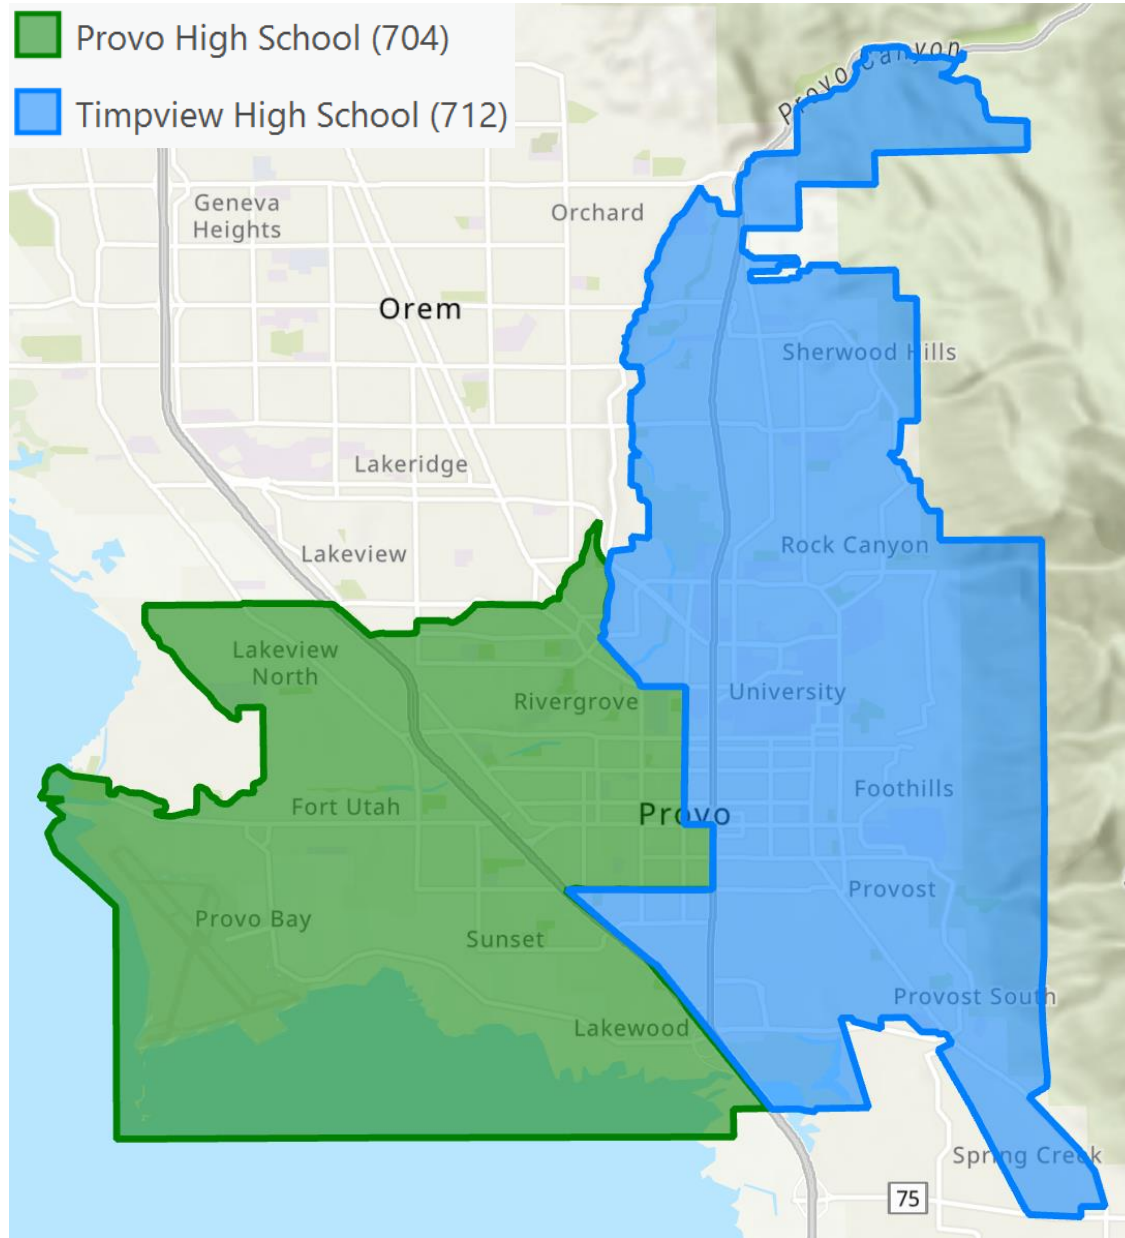 Provo High School (704)
Timpview High School (712)
Provo Canyon
Geneva
Heights
Orchard
Orem
Sherwood Hills
Lakeridge
Lakeview
Rock Canyon
Lakeview
North
Rivergrove
University
Fort Utah
Provo
Foothills
Provost
Provo Bay
Sunset
Provost South
Lakewood
Spring Creek
75